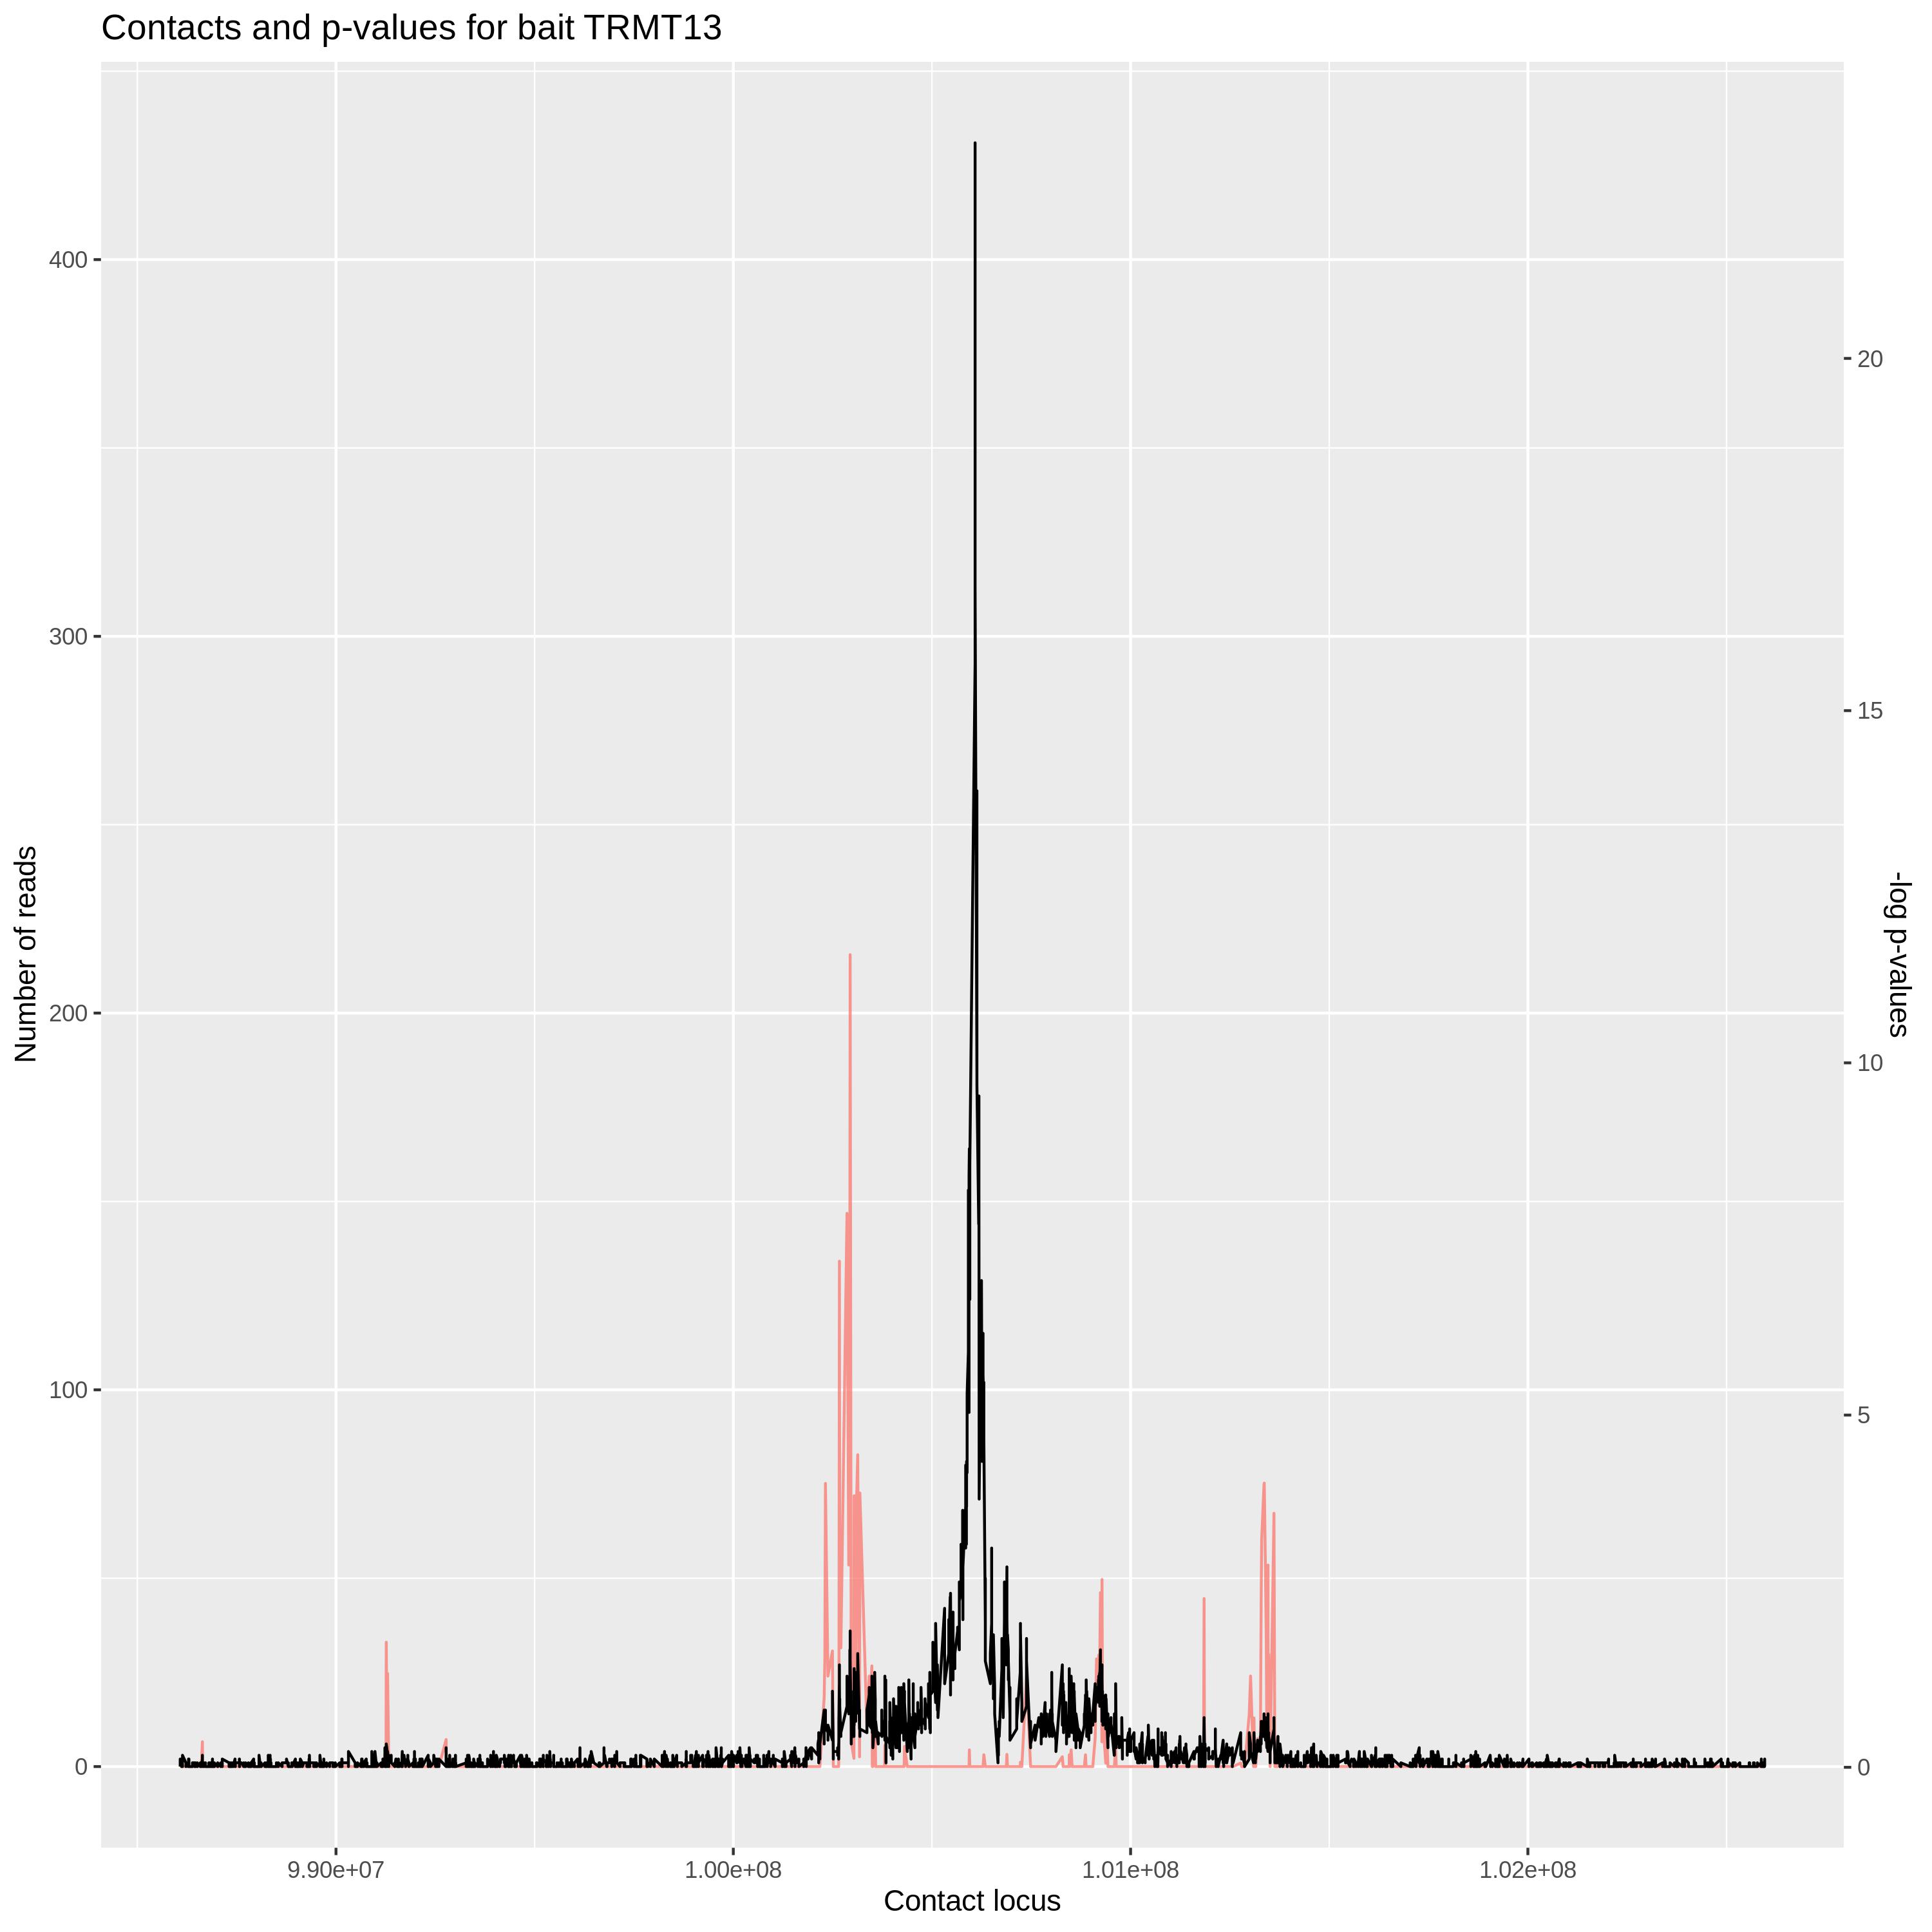 Contacts and p-values for bait TRMT13
400
300
200
100
0
Number of reads
20
15
10
5
0
-log p-values
9.90e+07
1.00e+08
1.01e+08
1.02e+08
Contact locus